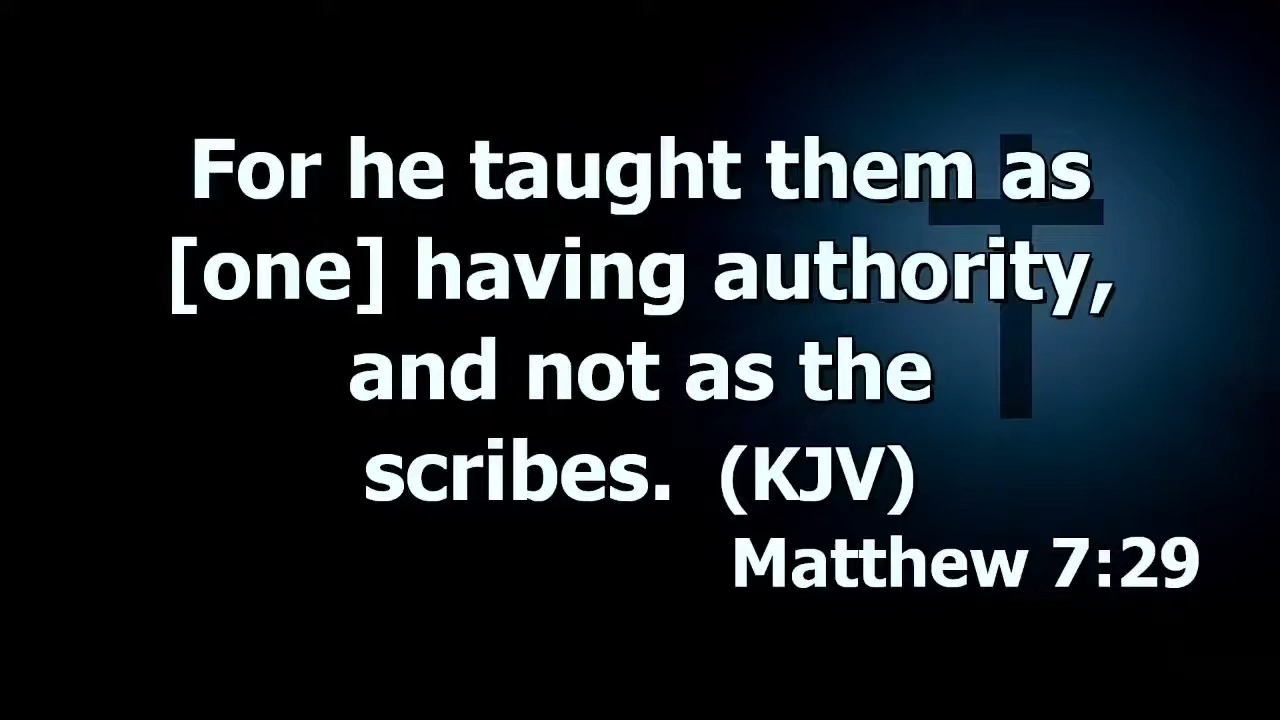 For he taught them as
[one] having authority,
and not as the
scribes.  (KJV)
Matthew 7:29